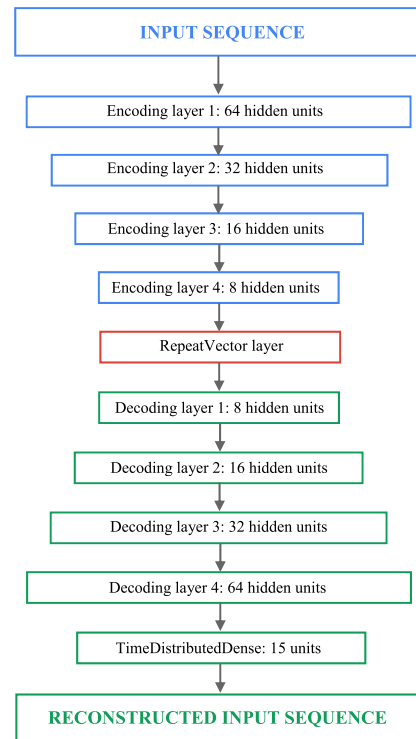 INPUT SEQUENCE
Encoding layer 1: 64 hidden units
Encoding layer 2: 32 hidden units
Encoding layer 3: 16 hidden units
Encoding layer 4: 8 hidden units
RepeatVector layer
Decoding layer 1: 8 hidden units
Decoding layer 2: 16 hidden units
Decoding layer 3: 32 hidden units
Decoding layer 4: 64 hidden units
TimeDistributedDense: 15 units
RECONSTRUCTED INPUT SEQUENCE